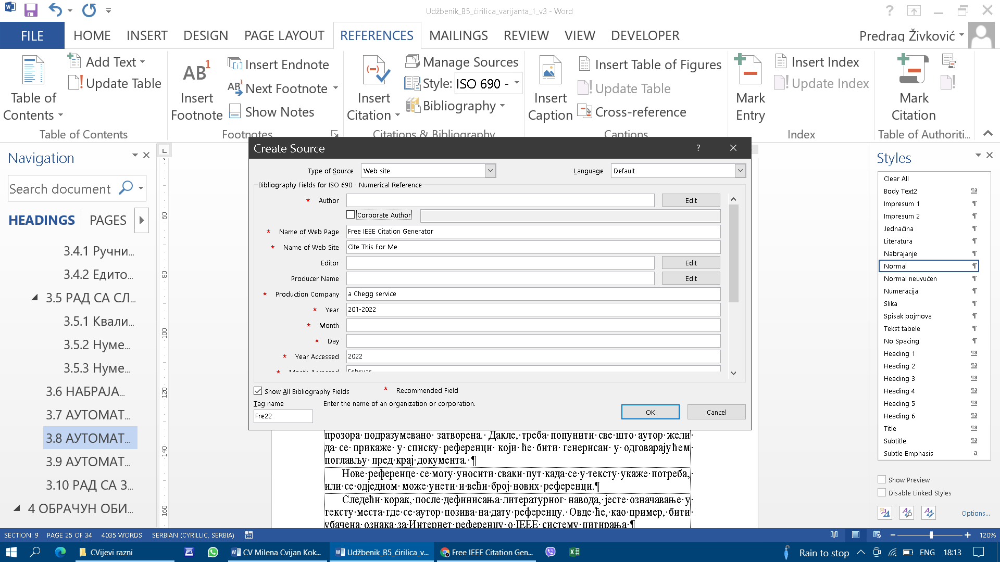 Udžbenik_B5_ćirilica_varijanta_1_v3 - Word
FILE
HOME
INSERT
DESIGN
PAGE LAYOUT
REFERENCES
MAILINGS
REVIEW
VIEW
DEVELOPER
Predrag Živković
Table of Contents
Add Text
Update Table
Table of Contents
AB1
Insert Footnote
Insert Endnote
Next Footnote
Show Notes
Footnotes
Insert Citation
Manage Sources
Style: ISO 690 -
Bibliography
Citations & Bibliography
Insert Caption
Insert Table of Figures
Update Table
Cross-reference
Captions
Mark Entry
Insert Index
Update Index
Index
Mark Citation
Table of Authoriti...
Navigation
Search document
HEADINGS
PAGES
3.4.1 Ручни...
3.4.2 Едито...
3.5 РАД СА СЛ...
3.5.1 Квали...
3.5.2 Нуме...
3.5.3 Нуме...
3.6 НАБРАЈА...
3.7 АУТОМАТ...
3.8 АУТОМАТ...
3.9 АУТОМАТ...
3.10 РАД СА З...
4 ОБРАЧУН ОБИ...
60
80
100
120
140
160
Create Source
?
Type of Source Web site
Language Default
Bibliography Fields for ISO 690 - Numerical Reference
* Author
Edit
Corporate Author
* Name of Web Page Free IEEE Citation Generator
* Name of Web Site Cite This For Me
Editor
Edit
Producer Name
Edit
* Production Company a Chegg service
* Year 201-2022
* Month
* Day
* Year Accessed 2022
* Month Accessed Februar
Show All Bibliography Fields
* Recommended Field
Tag name
Enter the name of an organization or corporation.
Fre22
OK
Cancel
прозора подразумевано затворена. Дакле, треба попунити све што аутор жели
да се прикаже у списку референци који ће бити генерисан у одговарајућем
поглављу пред крај документа. ¶
Нове референце се могу уносити сваки пут када се у тексту укаже потреба,
или се одједном може унети и већи број нових референци.¶
Следећи корак, после дефинисања литературног навода, јесте означавање у
тексту места где се аутор позива на дату референцу. Овде ће, као пример, бити
убачена ознака за Интернет референцу о IEEE систему цитирања.¶
Styles
Clear All
Body Text2
Impresum 1
Impresum 2
Jednačina
Literatura
Nabrajanje
Normal
Normal neuvučen
Numeracija
Slika
Spisak pojmova
Tekst tabele
No Spacing
Heading 1
Heading 2
Heading 3
Heading 4
Heading 5
Heading 6
Title
Subtitle
Subtle Emphasis
Show Preview
Disable Linked Styles
Options...
SECTION: 9
PAGE 25 OF 34
4035 WORDS
SERBIAN (CYRILLIC, SERBIA)
120%
CVijevi razni
CV Milena Cvijan Kok...
Udžbenik_B5_ćirilica_v...
Free IEEE Citation Gen...
Rain to stop
ENG
18:13